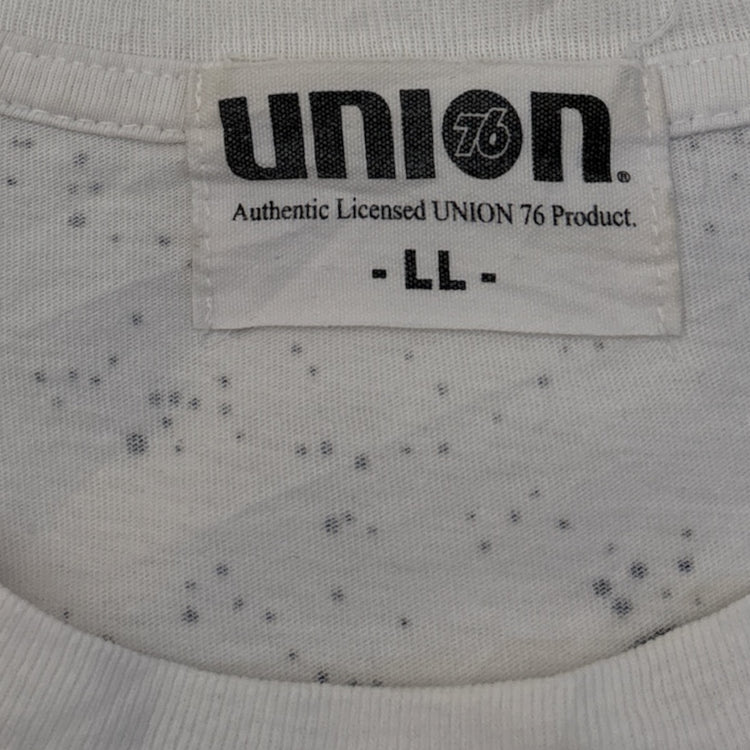 UNION 76®
Authentic Licensed UNION 76 Product.
- LL -